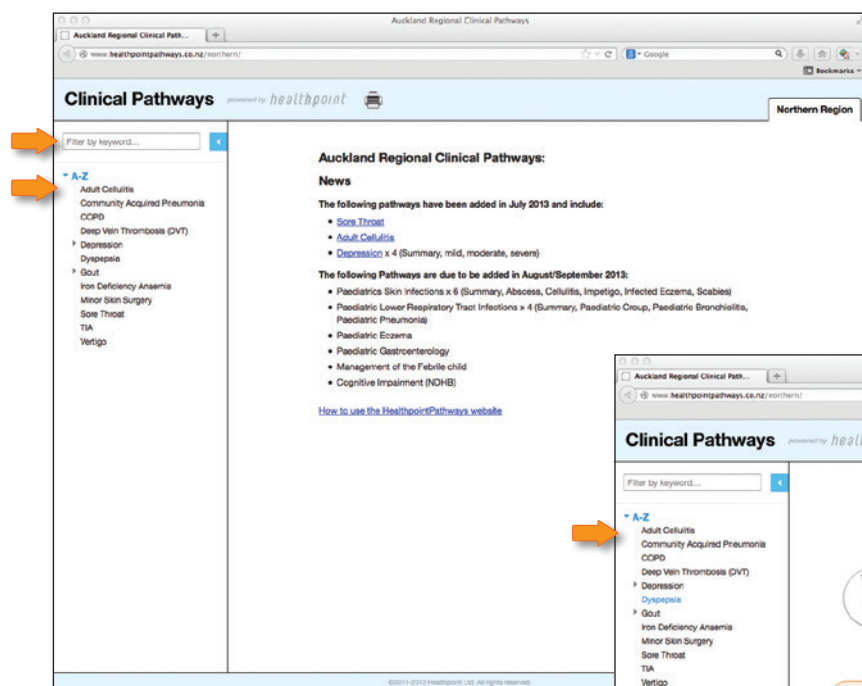 Auckland Regional Clinical Pathways
Auckland Regional Clinical Path...
www.healthpointpathways.co.nz/northern/
Google
Bookmarks
Clinical Pathways powered by healthpoint
Northern Region
Filter by keyword...
A-Z
Adult Cellulitis
Community Acquired Pneumonia
COPD
Deep Vein Thrombosis (DVT)
Depression
Dyspepsia
Gout
Iron Deficiency Anaemia
Minor Skin Surgery
Sore Throat
TIA
Vertigo
Auckland Regional Clinical Pathways:
News
The following pathways have been added in July 2013 and include:
• Sore Throat
• Adult Cellulitis
• Depression x 4 (Summary, mild, moderate, severe)
The following Pathways are due to be added in August/September 2013:
• Paediatrics Skin Infections x 6 (Summary, Abscess, Cellulitis, Impetigo, Infected Eczema, Scabies)
• Paediatric Lower Respiratory Tract Infections x 4 (Summary, Paediatric Croup, Paediatric Bronchiolitis,
Paediatric Pneumonia)
• Paediatric Eczema
• Paediatric Gastroenterology
• Management of the Febrile child
• Cognitive Impairment (NDHB)
How to use the HealthpointPathways website
©2011-2013 Healthpoint Ltd. All rights reserved.
Auckland Regional Clinical Path...
www.healthpointpathways.co.nz/northern/
Clinical Pathways powered by
Filter by keyword...
A-Z
Adult Cellulitis
Community Acquired Pneumonia
COPD
Deep Vein Thrombosis (DVT)
Depression
Dyspepsia
Gout
Iron Deficiency Anaemia
Minor Skin Surgery
Sore Throat
TIA
Vertigo